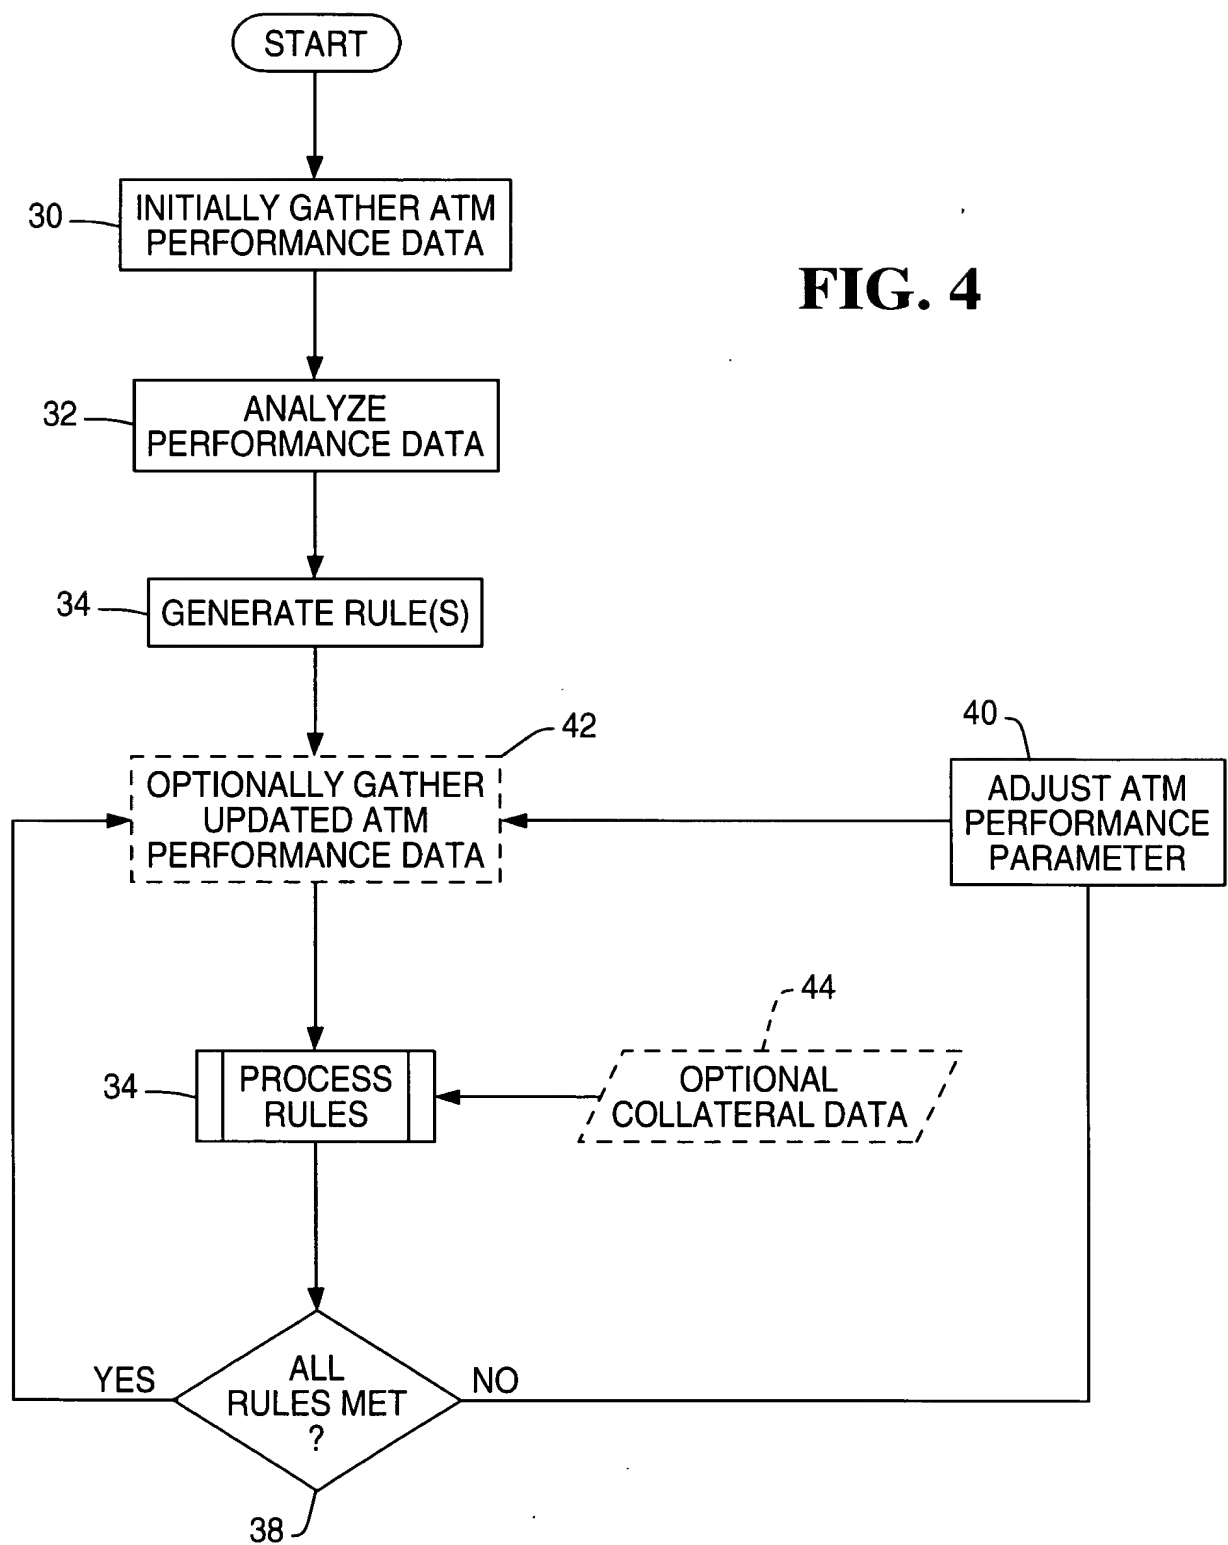 START
30
INITIALLY GATHER ATM
PERFORMANCE DATA
FIG. 4
32
ANALYZE
PERFORMANCE DATA
34
GENERATE RULE(S)
42
OPTIONALLY GATHER
UPDATED ATM
PERFORMANCE DATA
40
ADJUST ATM
PERFORMANCE
PARAMETER
44
34
PROCESS
RULES
OPTIONAL
COLLATERAL DATA
YES
ALL
RULES MET
?
NO
38